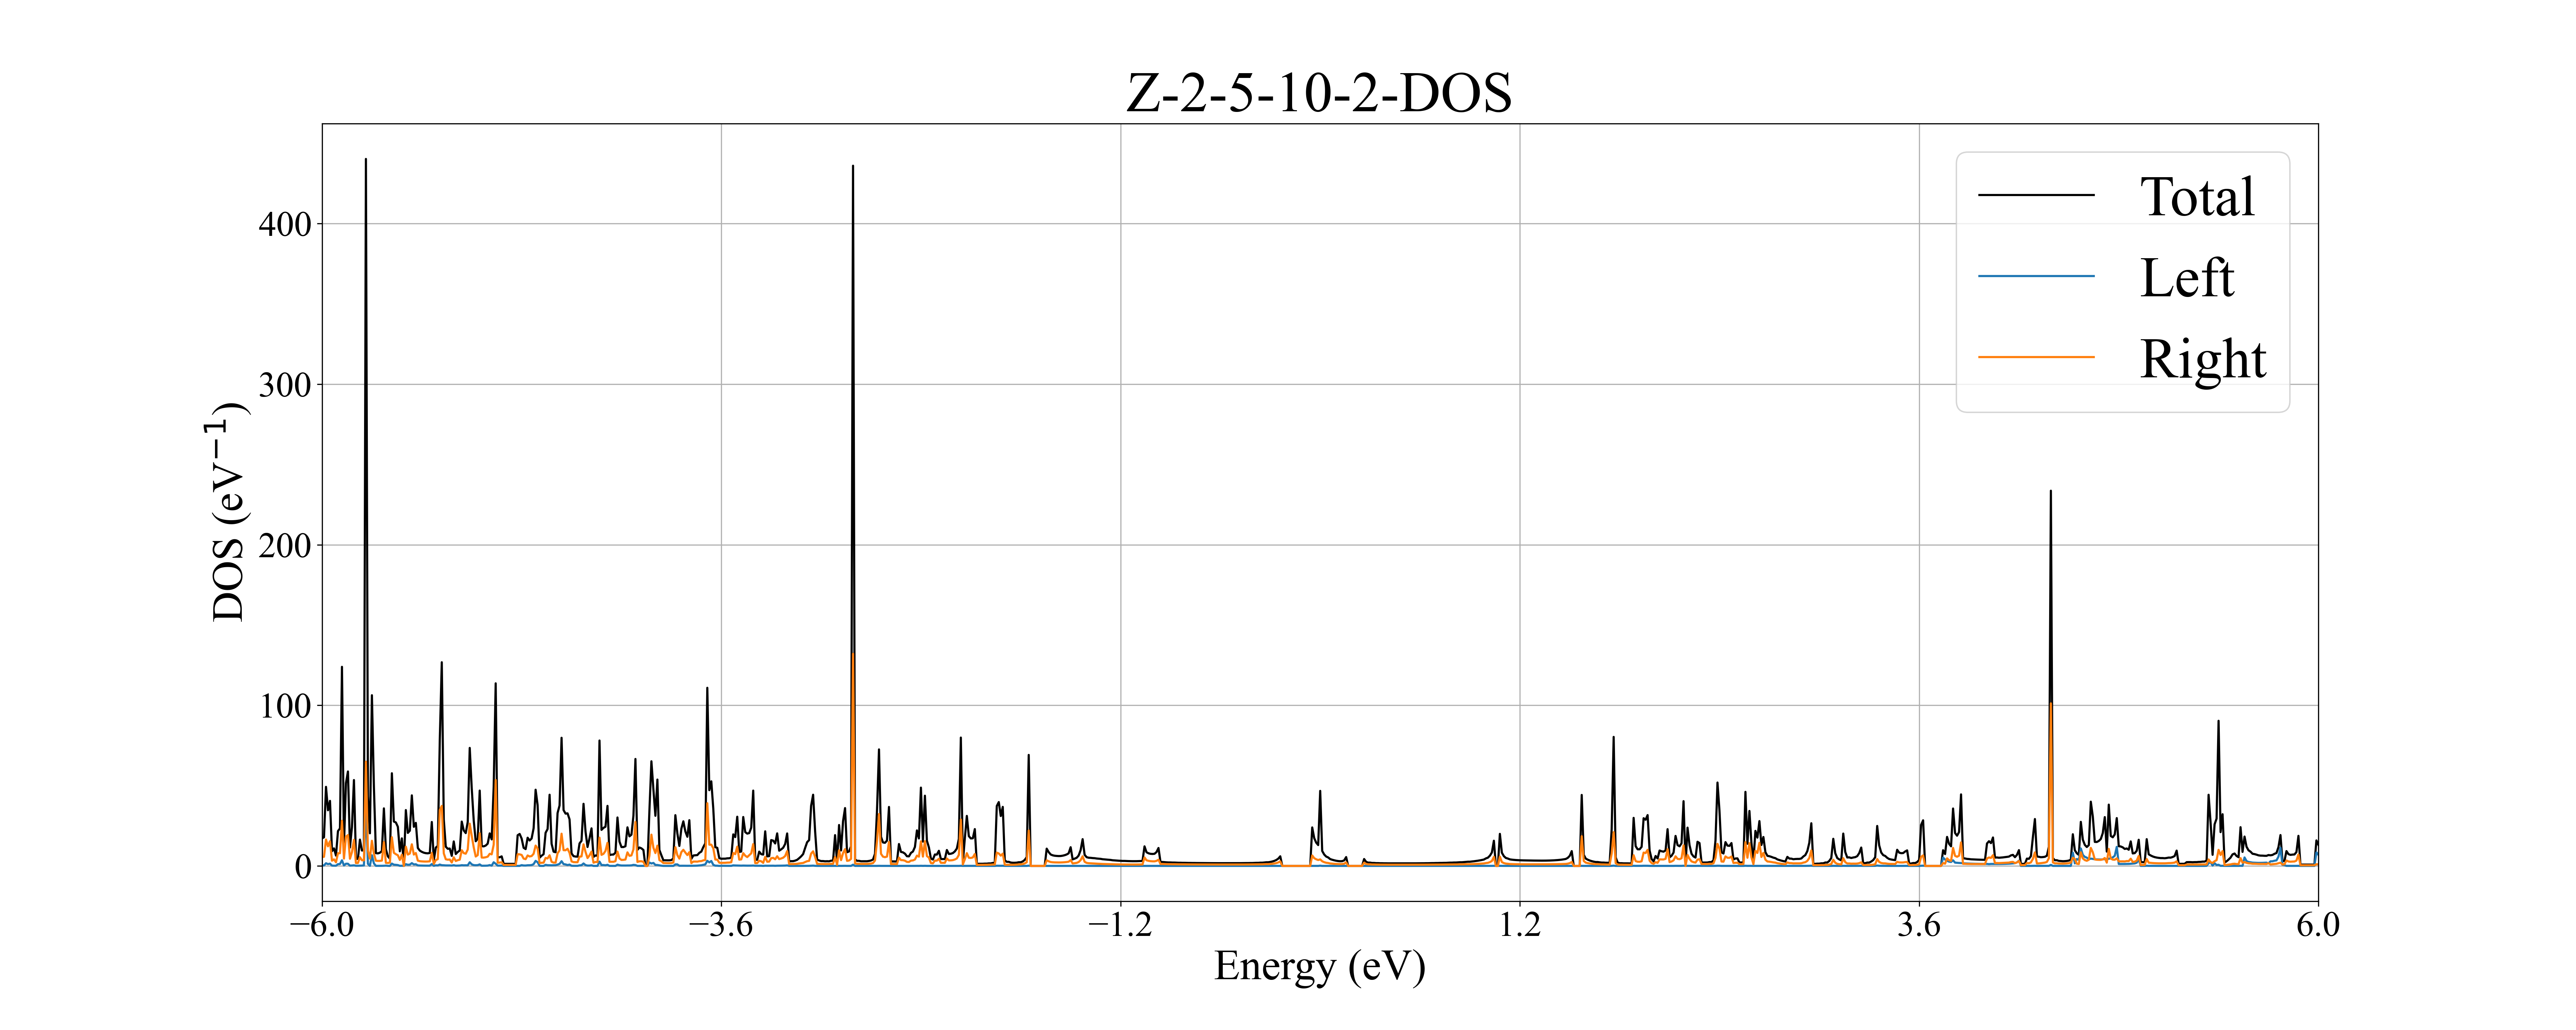 Z-2-5-10-2-DOS
Total
Left
Right
DOS (eV⁻¹)
400
300
200
100
0
−6.0 −3.6 −1.2 1.2 3.6 6.0
Energy (eV)